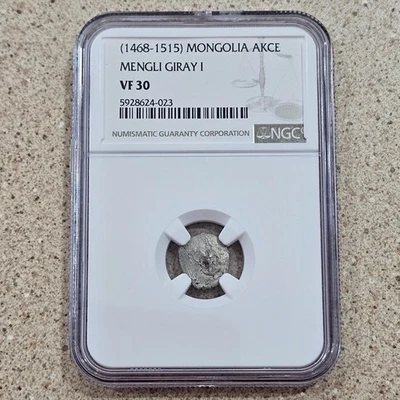 (1468-1515) MONGOLIA AKCE
MENGLI GIRAY I
VF 30
5928624-023
NUMISMATIC GUARANTY CORPORATION
NGC